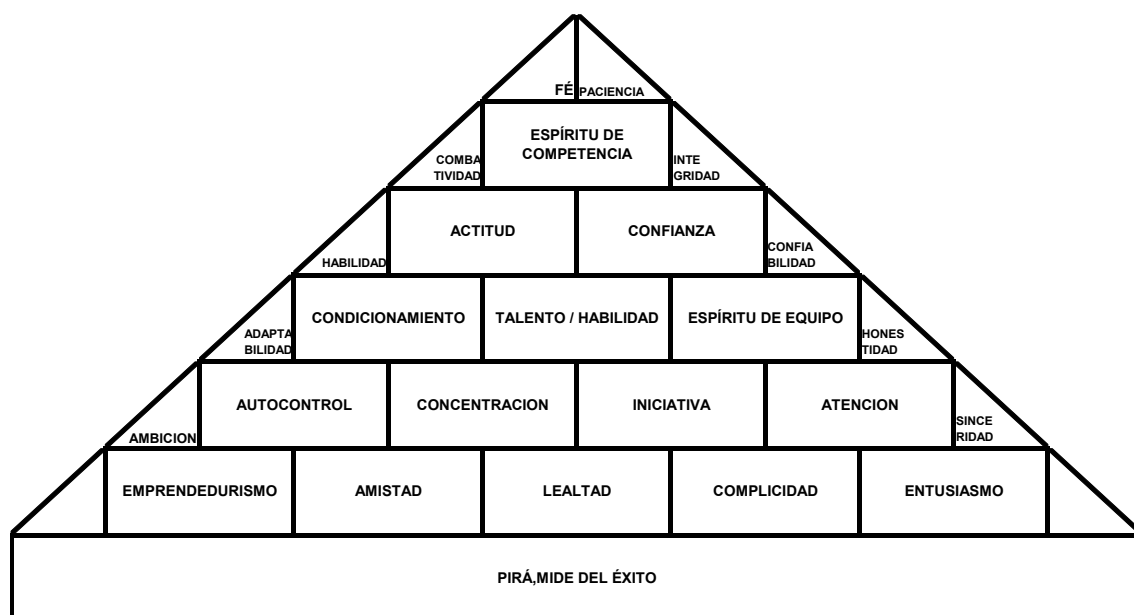 FÉ PACIENCIA
ESPÍRITU DE
COMPETENCIA
COMBA
TIVIDAD
INTE
GRIDAD
ACTITUD CONFIANZA
HABILIDAD
CONFIA
BILIDAD
CONDICIONAMIENTO TALENTO / HABILIDAD ESPÍRITU DE EQUIPO
ADAPTA
BILIDAD
HONES
TIDAD
AUTOCONTROL CONCENTRACION INICIATIVA ATENCION
AMBICION
SINCE
RIDAD
EMPRENDEDURISMO AMISTAD LEALTAD COMPLICIDAD ENTUSIASMO
PIRÁ,MIDE DEL ÉXITO